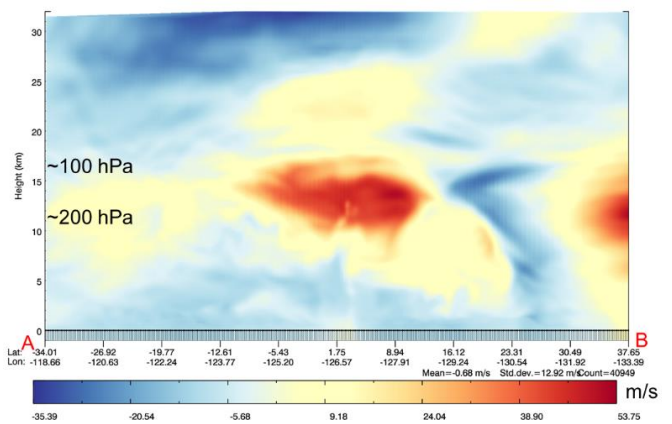 30
25
20
~100 hPa
15
~200 hPa
10
5
0
Height (km)
A B
Lat: -34.01 -26.92 -19.77 -12.61 -5.43 1.75 8.94 16.12 23.31 30.49 37.65
Lon: -118.66 -120.63 -122.24 -123.77 -125.20 -126.57 -127.91 -129.24 -130.54 -131.92 -133.39
Mean=-0.68 m/s Std.dev.=12.92 m/s Count=40949
m/s
-35.39 -20.54 -5.68 9.18 24.04 38.90 53.75